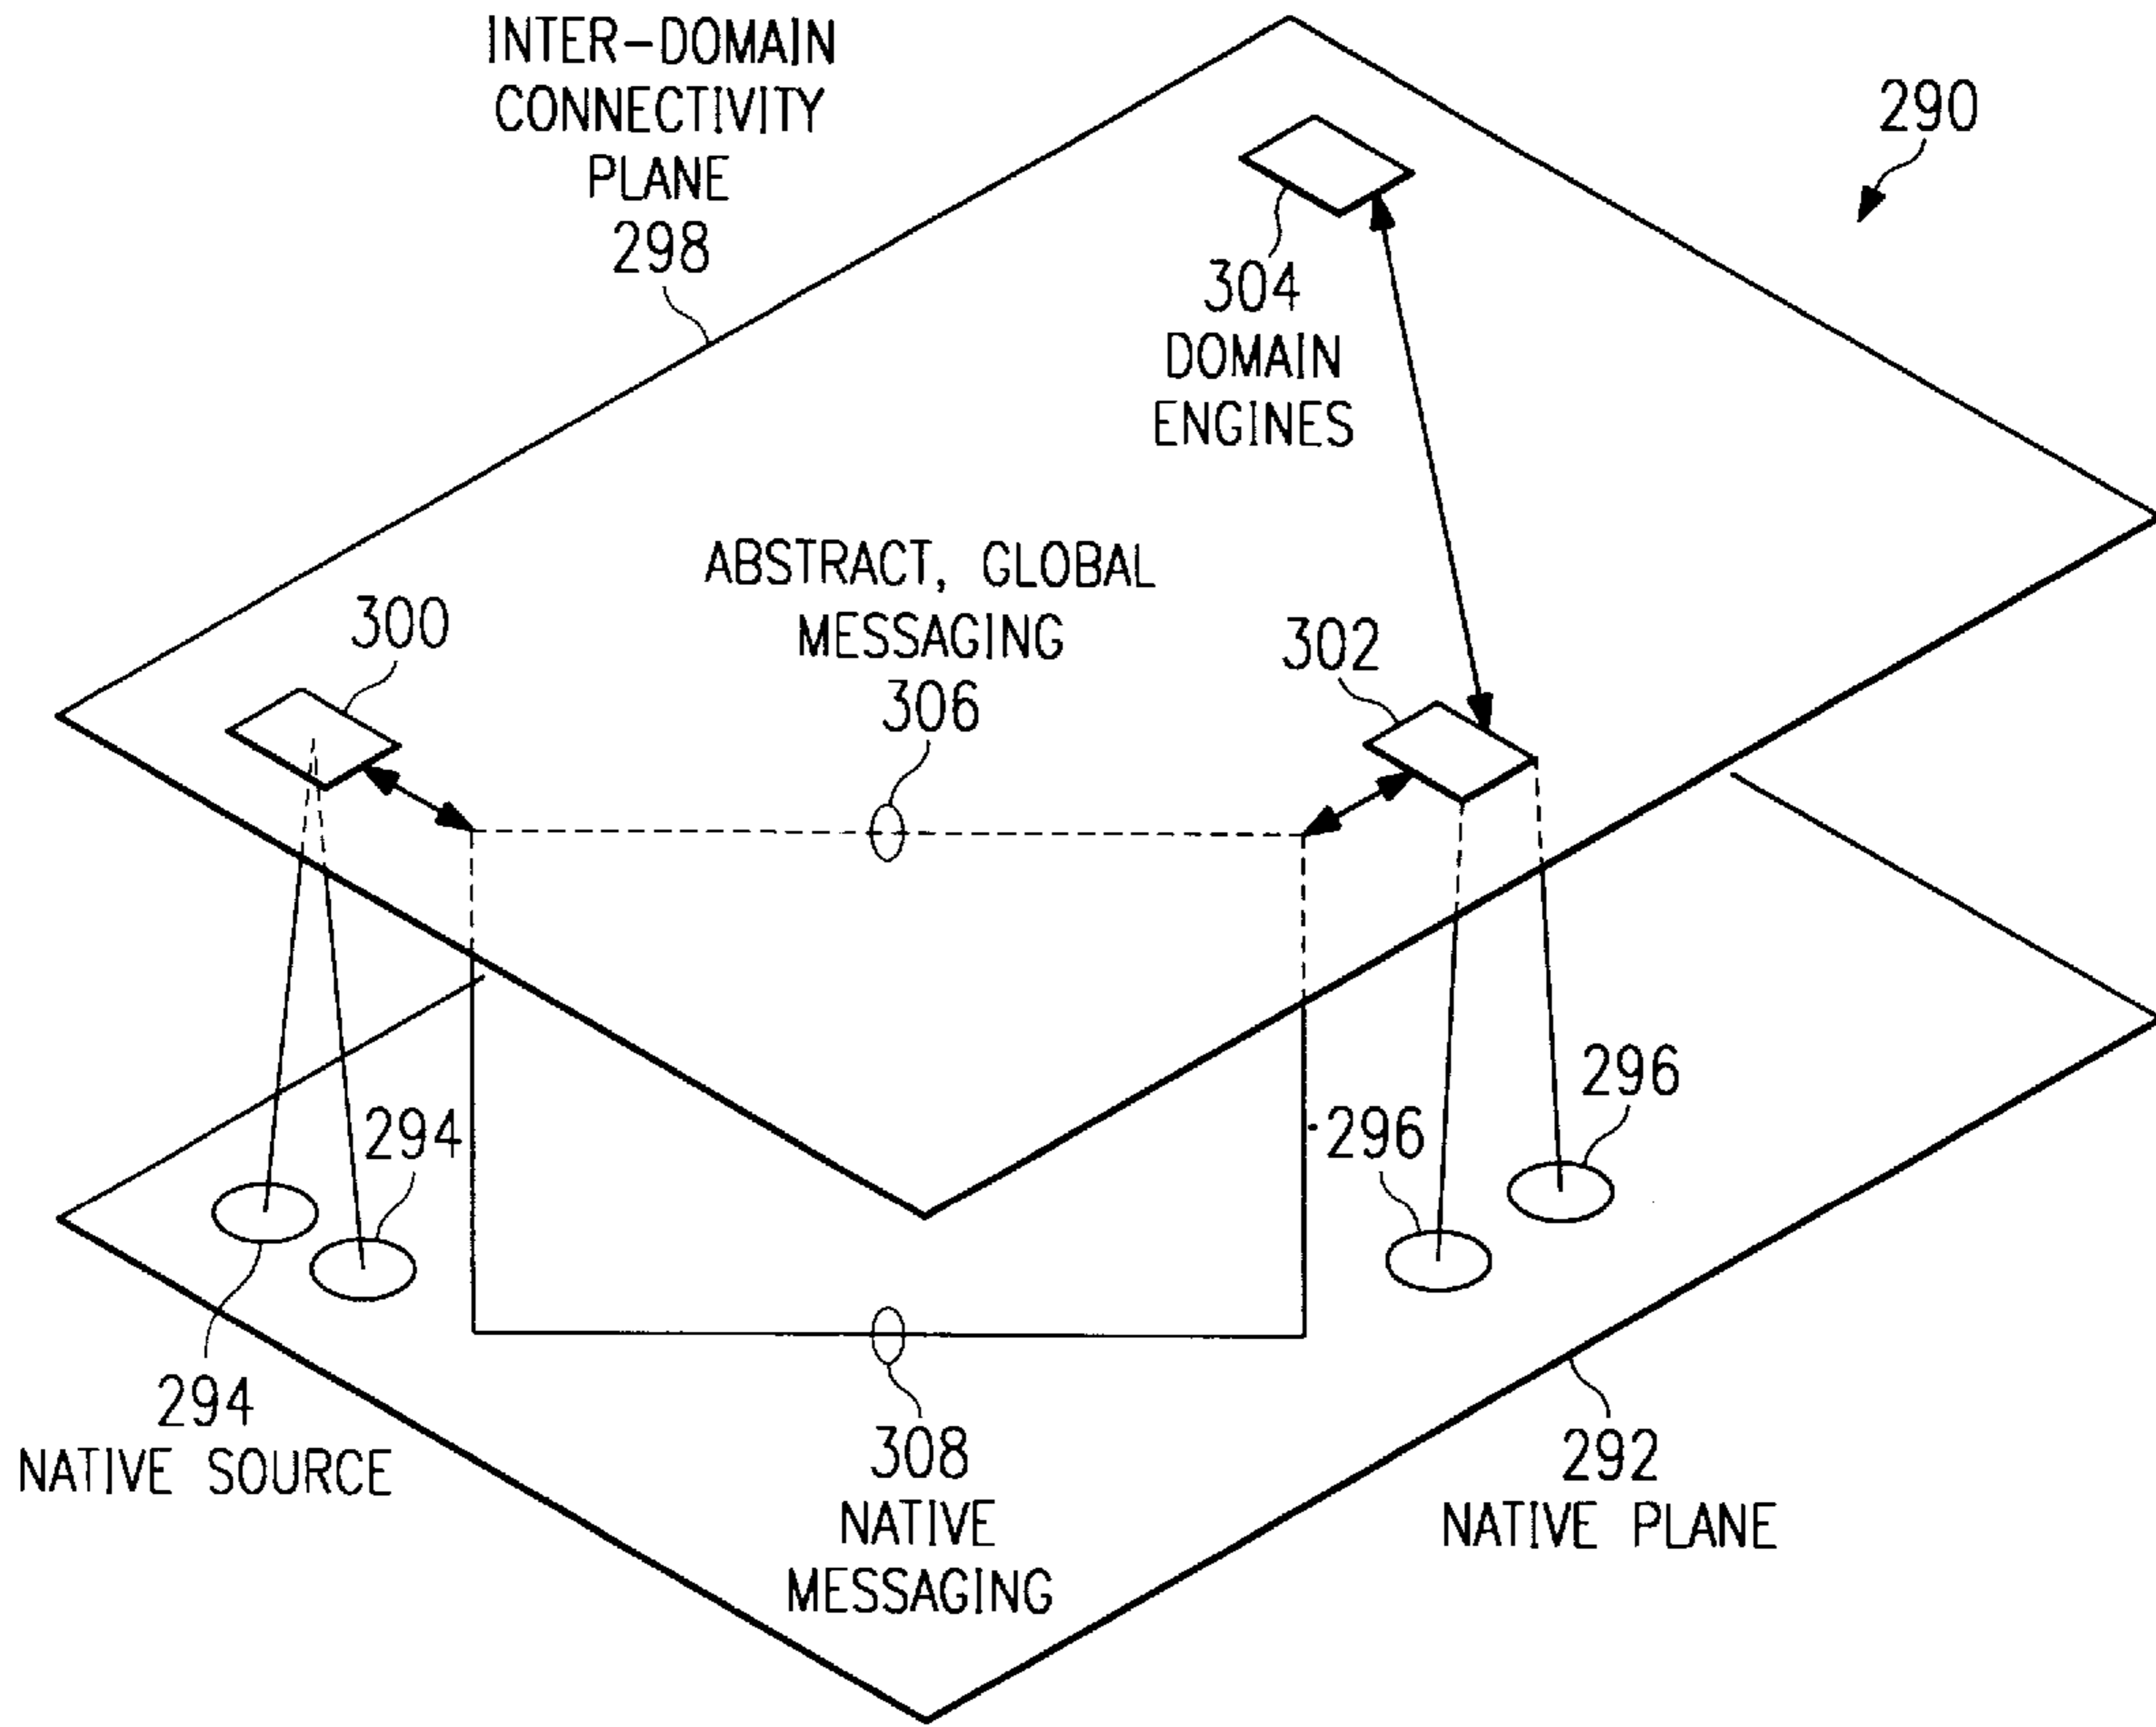 INTER-DOMAIN
CONNECTIVITY
PLANE
298
290
304
DOMAIN
ENGINES
ABSTRACT, GLOBAL
MESSAGING
306
300
302
294
296
296
294
NATIVE SOURCE
308
NATIVE
MESSAGING
292
NATIVE PLANE